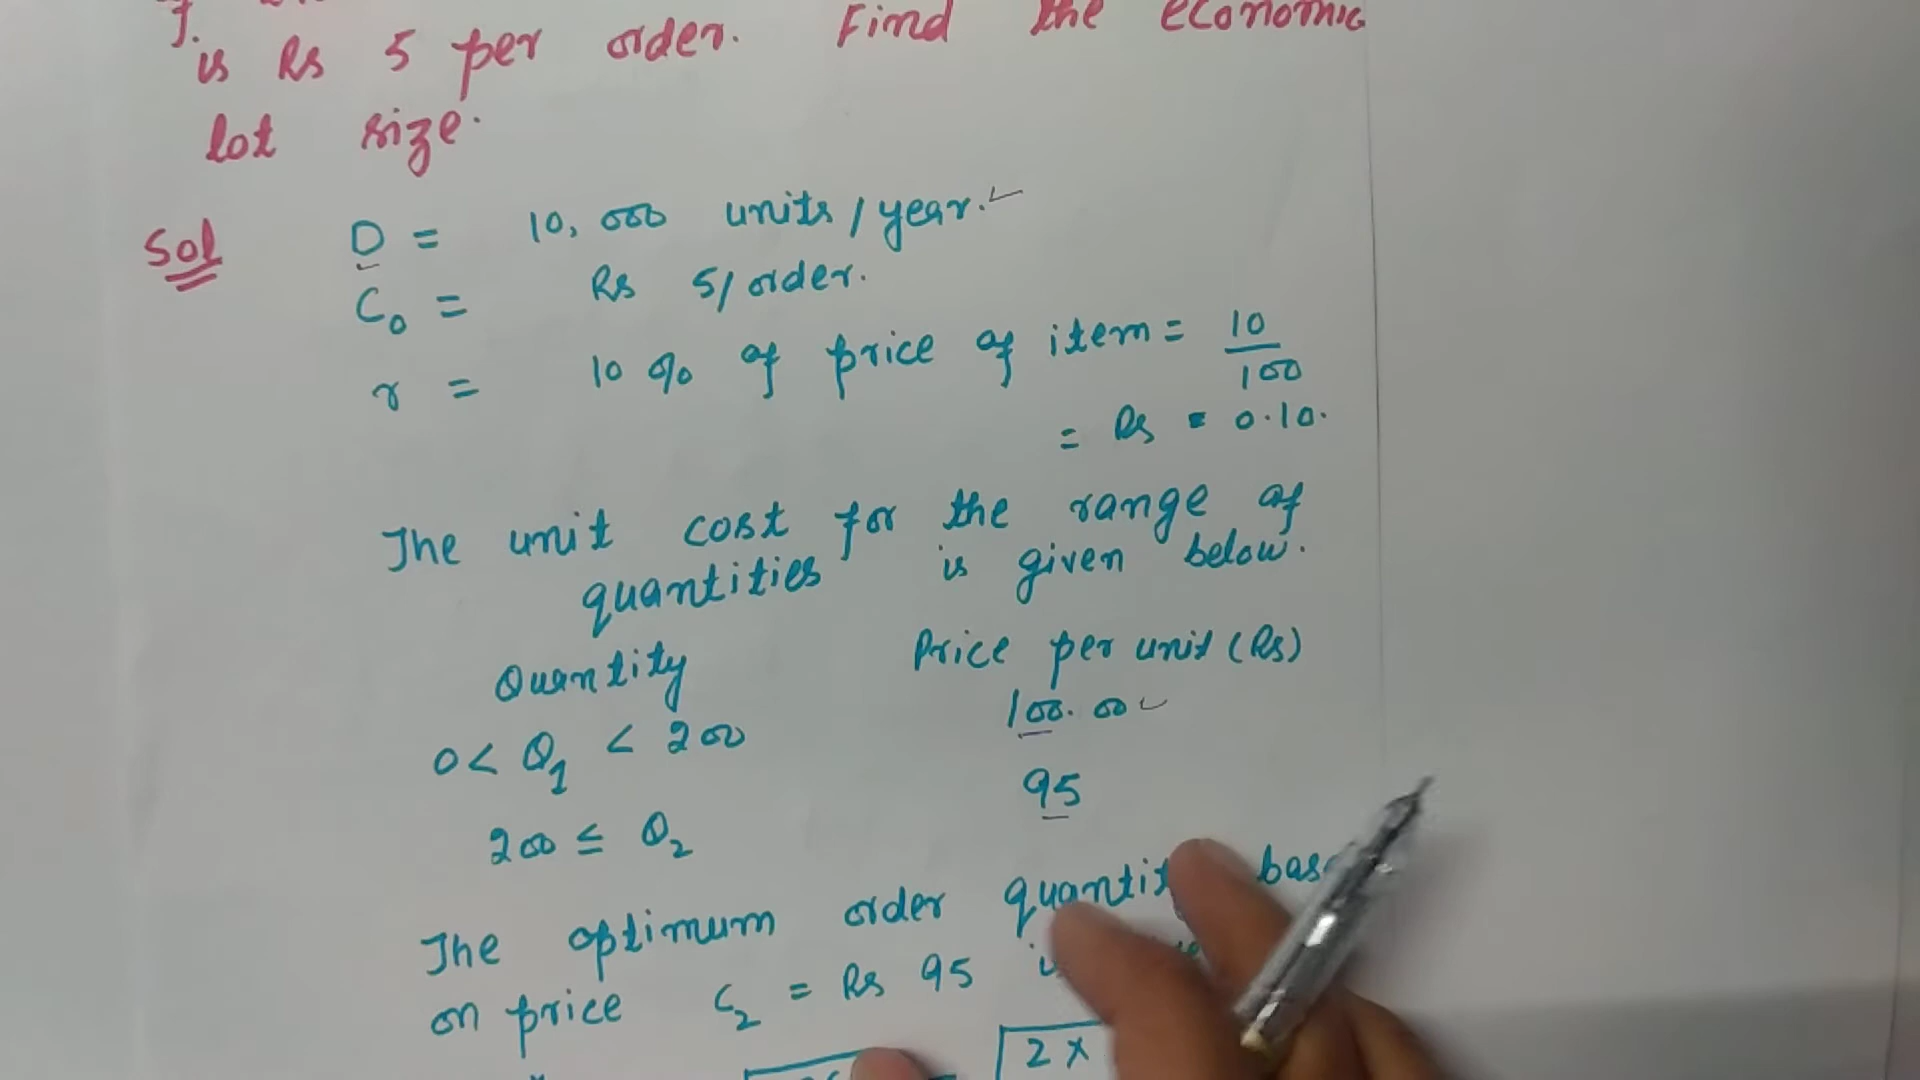 is Rs 5 per order. Find the economic
lot size.
Sol D = 10,000 units/year.
C₀ = Rs 5/order.
r = 10% of price of item = 10/100
= Rs = 0.10.
The unit cost for the range of
quantities is given below.
Quantity Price per unit (Rs)
0 < Q₁ < 200 100.00
200 ≤ Q₂ 95
The optimum order
on price C₂ = Rs 95
2 ×